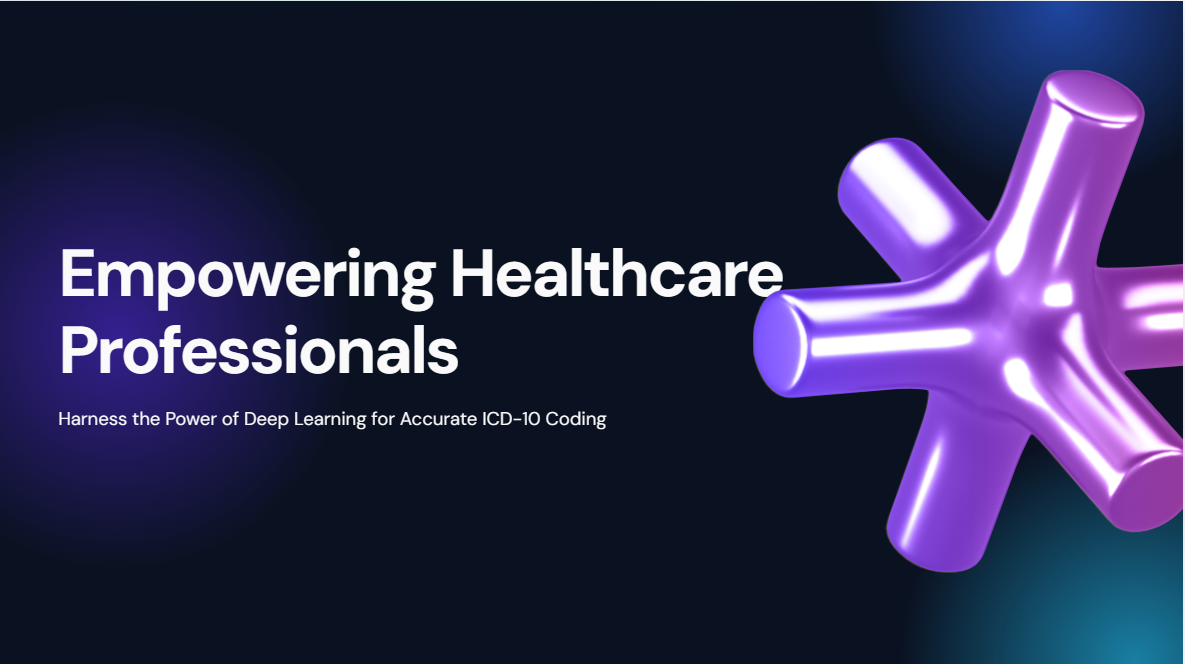 Empowering Healthcare
Professionals
Harness the Power of Deep Learning for Accurate ICD-10 Coding